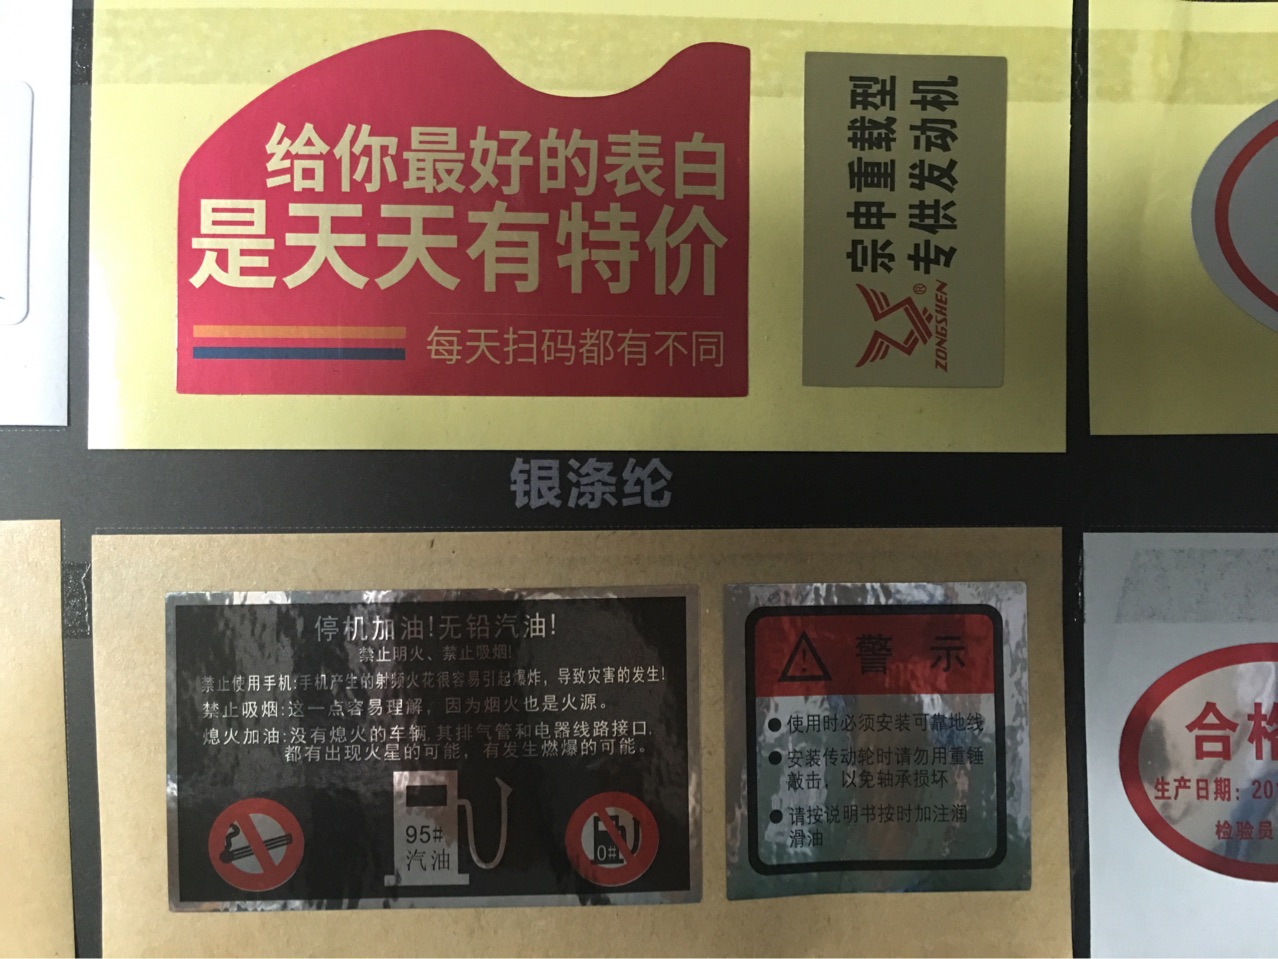 给你最好的表白
是天天有特价
每天扫码都有不同
宗申重载型
专供发动机
ZONGSHEN®
银涤纶
停机加油!无铅汽油!
禁止明火、禁止吸烟!
禁止使用手机:手机产生的射频火花很容易引起爆炸，导致灾害的发生!
禁止吸烟:这一点容易理解，因为烟火也是火源。
熄火加油:没有熄火的车辆,其排气管和电器线路接口,
都有出现火星的可能，有发生燃爆的可能。
95#
汽油
0#
警示
●使用时必须安装可靠地线
●安装传动轮时请勿用重锤
敲击，以免轴承损坏
●请按说明书按时加注润
滑油
合格
生产日期：20
检验员